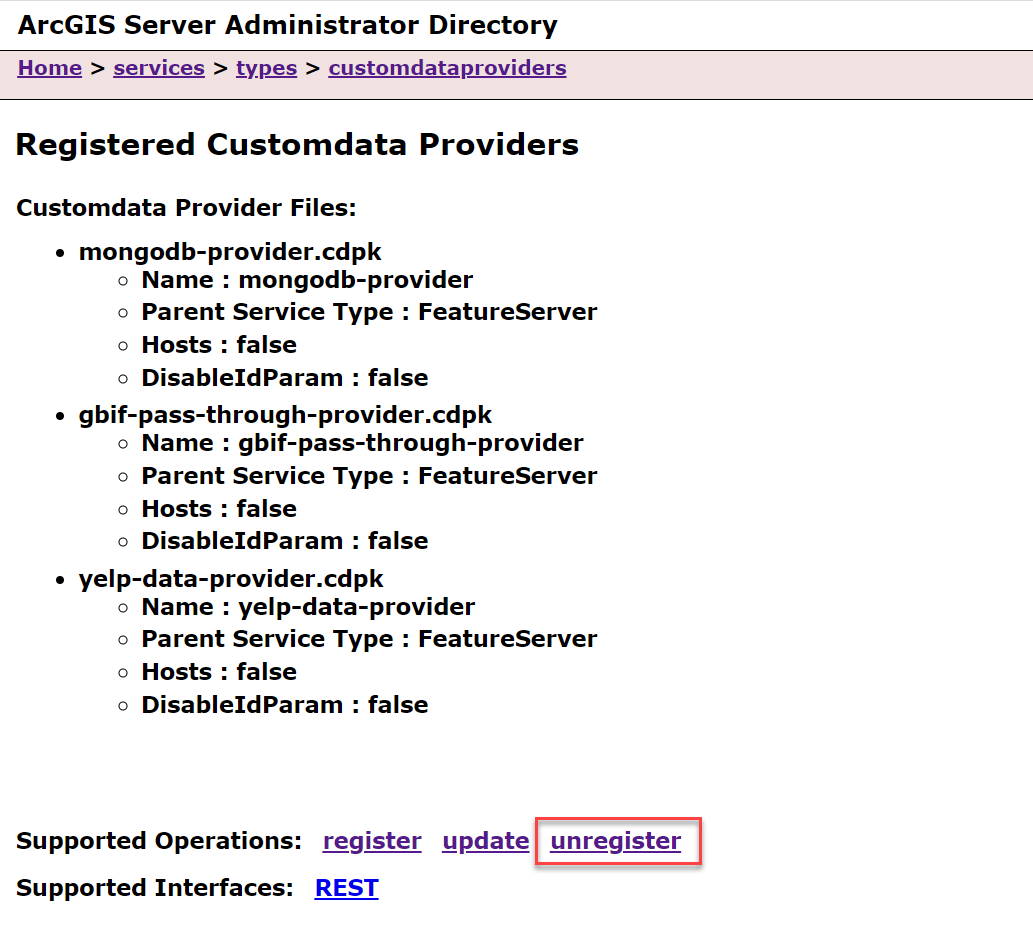 ArcGIS Server Administrator Directory
Home > services > types > customdataproviders
Registered Customdata Providers
Customdata Provider Files:
mongodb-provider.cdpk
Name : mongodb-provider
Parent Service Type : FeatureServer
Hosts : false
DisableIdParam : false
gbif-pass-through-provider.cdpk
Name : gbif-pass-through-provider
Parent Service Type : FeatureServer
Hosts : false
DisableIdParam : false
yelp-data-provider.cdpk
Name : yelp-data-provider
Parent Service Type : FeatureServer
Hosts : false
DisableIdParam : false
Supported Operations: register update unregister
Supported Interfaces: REST